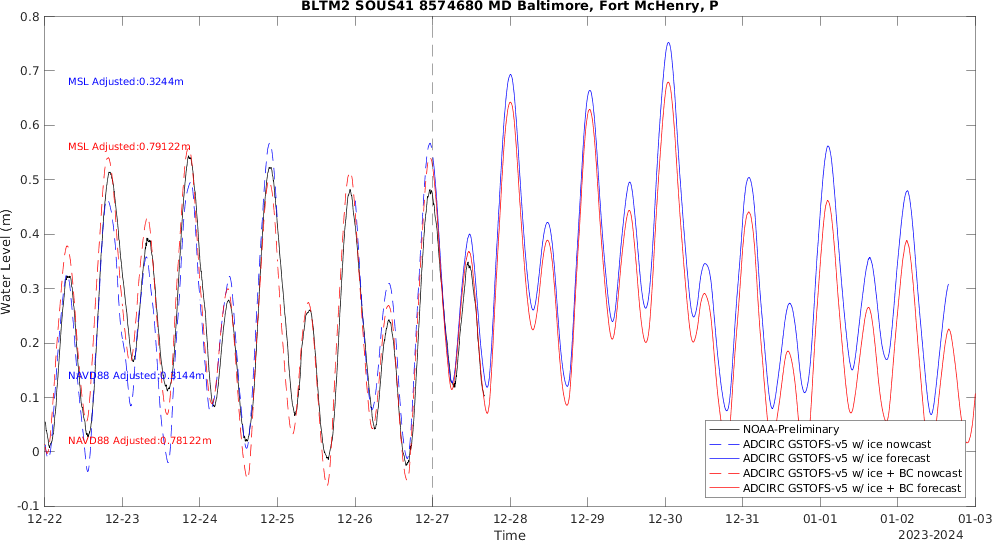 BLTM2 SOUS41 8574680 MD Baltimore, Fort McHenry, P
0.8
0.7
0.6
0.5
0.4
0.3
0.2
0.1
0
-0.1
Water Level (m)
MSL Adjusted:0.3244m
MSL Adjusted:0.79122m
NAVD88 Adjusted:0.3144m
NAVD88 Adjusted:0.78122m
NOAA-Preliminary
ADCIRC GSTOFS-v5 w/ ice nowcast
ADCIRC GSTOFS-v5 w/ ice forecast
ADCIRC GSTOFS-v5 w/ ice + BC nowcast
ADCIRC GSTOFS-v5 w/ ice + BC forecast
12-22 12-23 12-24 12-25 12-26 12-27 12-28 12-29 12-30 12-31 01-01 01-02 01-03
Time
2023-2024